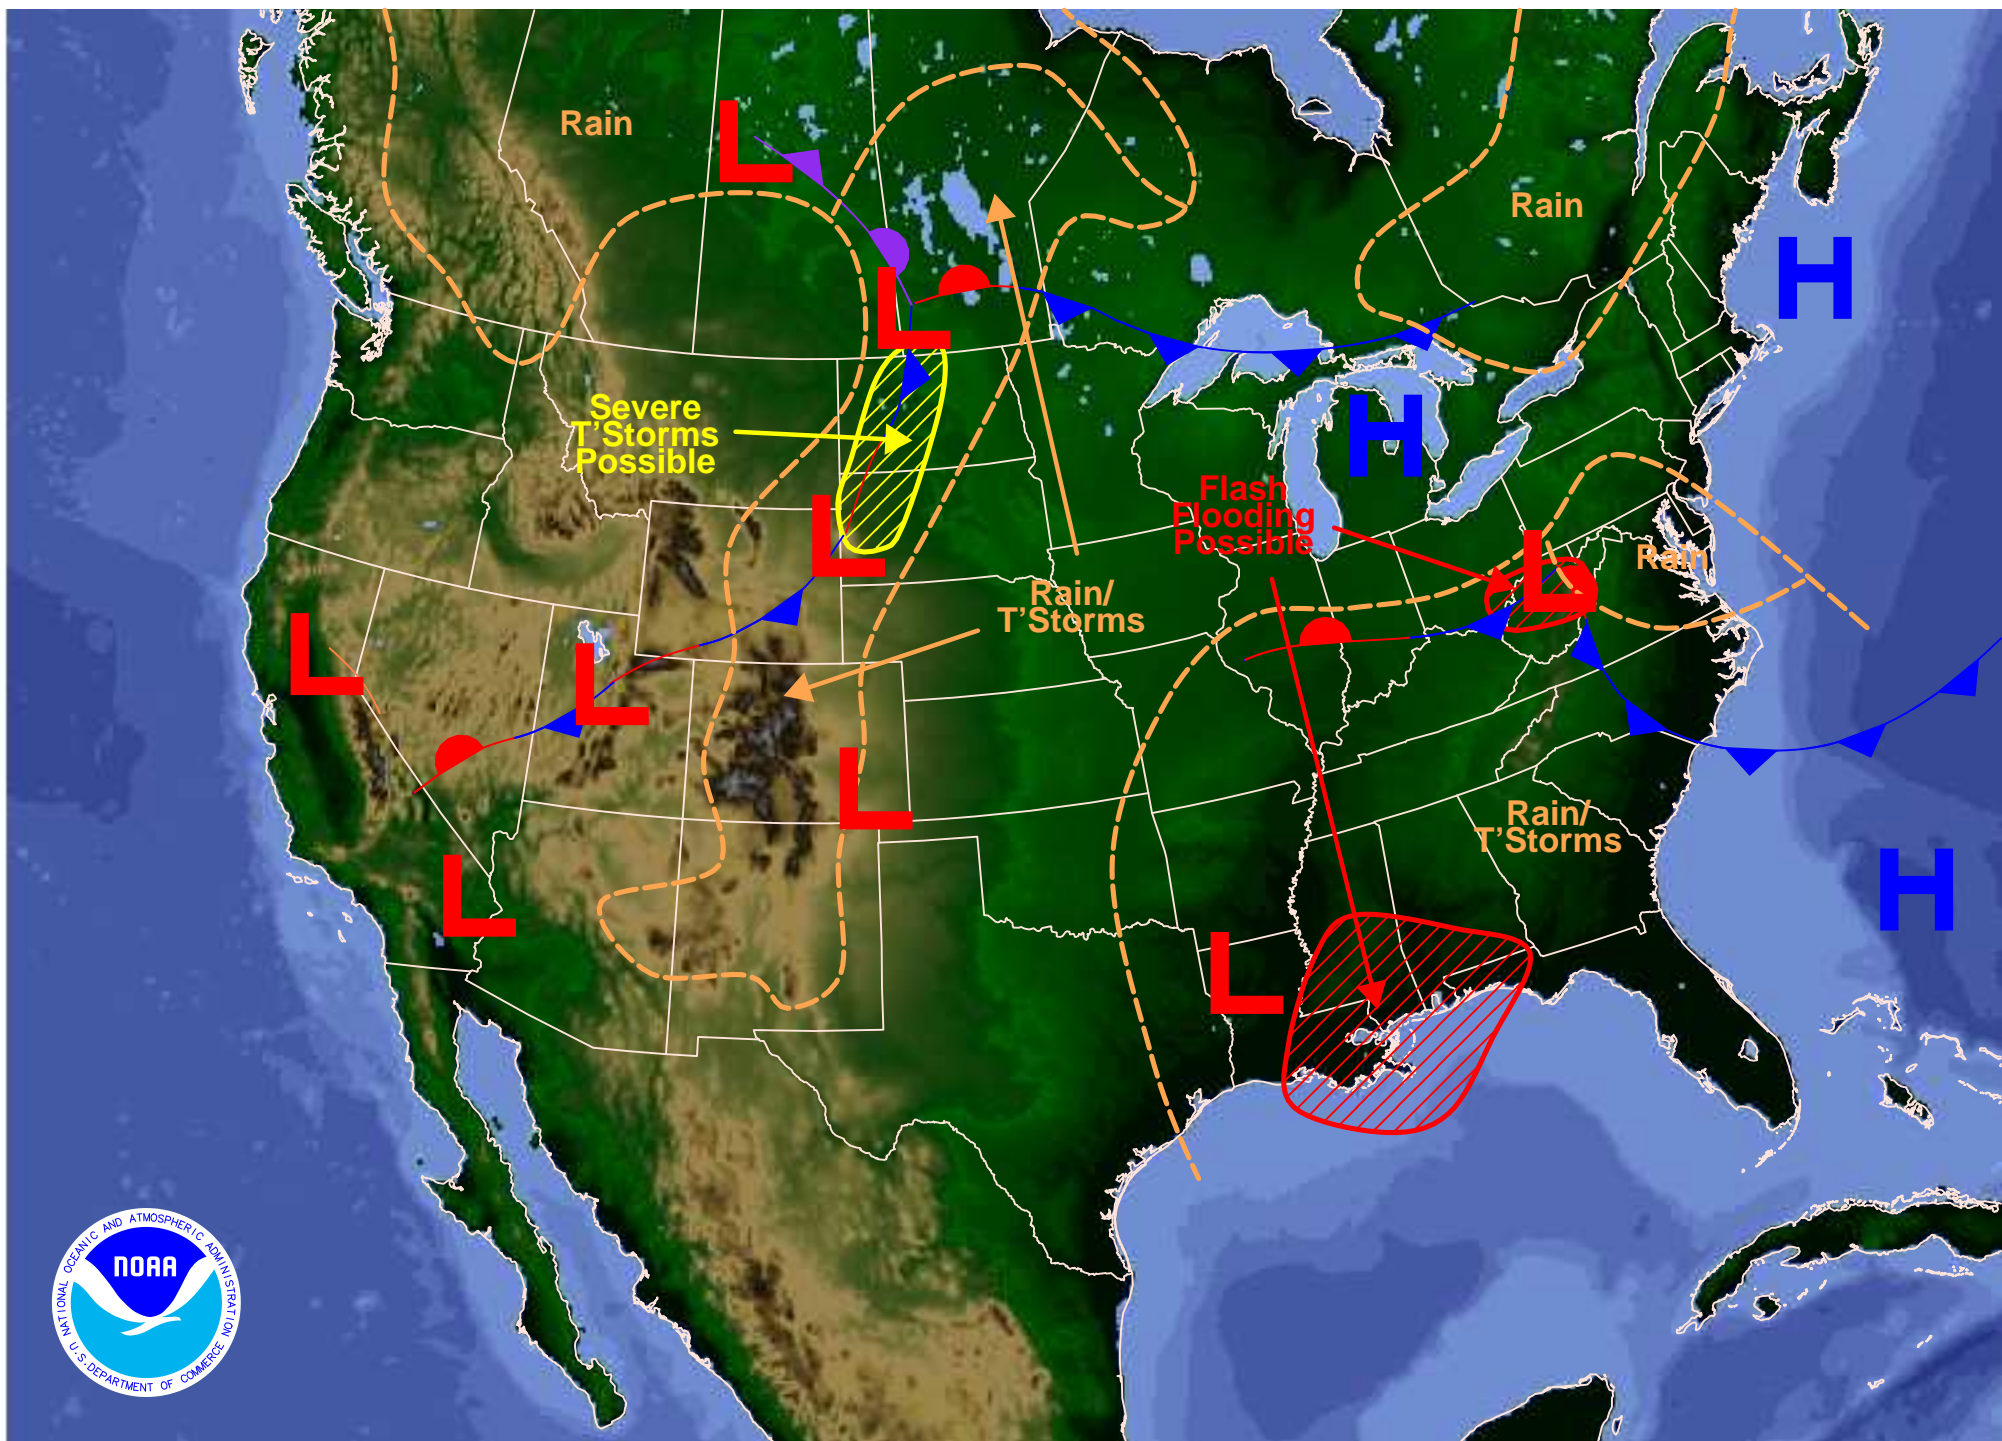 Rain
L
Rain
H
L
Severe
T'Storms
Possible
H
Flash
Flooding
Possible
L
L
Rain
Rain/
T'Storms
L
L
L
Rain/
T'Storms
L
H
L
NATIONAL OCEANIC AND ATMOSPHERIC ADMINISTRATION
NOAA
U.S. DEPARTMENT OF COMMERCE